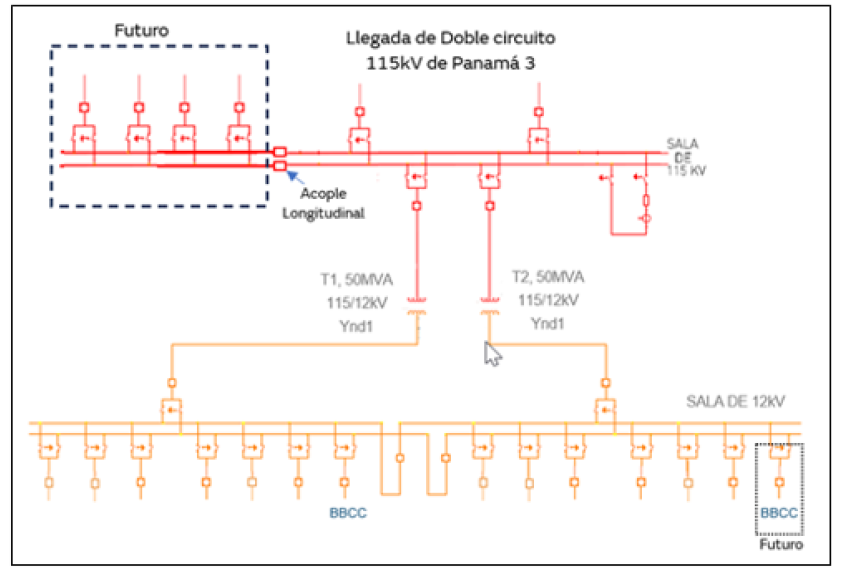 Futuro
Llegada de Doble circuito
115kV de Panamá 3
SALA
DE
115 KV
Acople
Longitudinal
T1, 50MVA
115/12kV
Ynd1
T2, 50MVA
115/12kV
Ynd1
SALA DE 12kV
BBCC
BBCC
Futuro